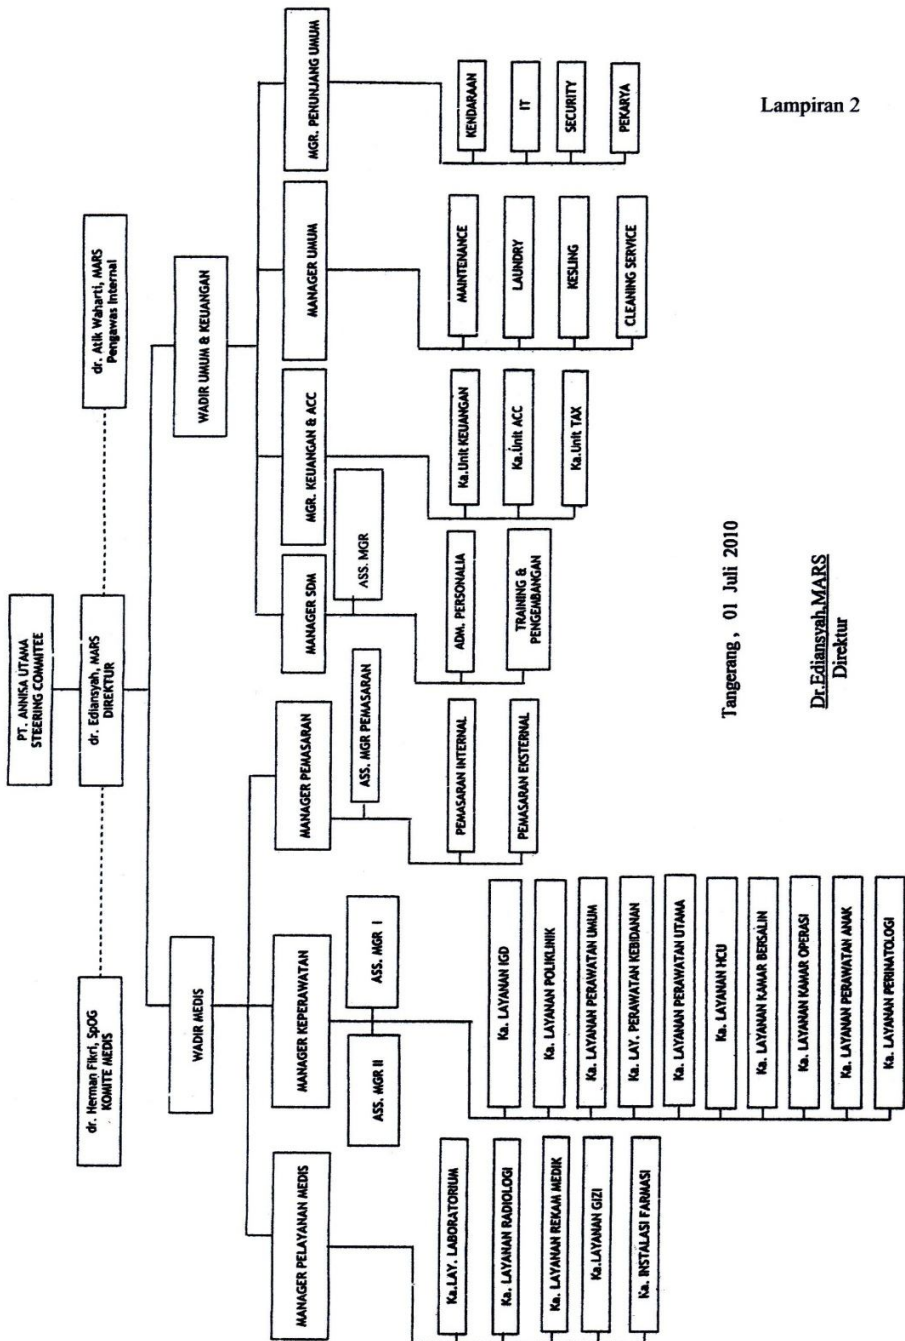 Lampiran 2
PT. ANNISA UTAMA
STEERING COMMITEE
dr. Herman Fikri, SpOG
KOMITE MEDIS
dr. Ediansyah, MARS
DIREKTUR
dr. Atik Waharti, MARS
Pengawas Internal
WADIR MEDIS
WADIR UMUM & KEUANGAN
MANAGER PELAYANAN MEDIS
MANAGER KEPERAWATAN
MANAGER PEMASARAN
MANAGER SDM
MGR. KEUANGAN & ACC
MANAGER UMUM
MGR. PENUNJANG UMUM
ASS. MGR II
ASS. MGR I
ASS. MGR PEMASARAN
ASS. MGR
Ka.LAY. LABORATORIUM
Ka. LAYANAN RADIOLOGI
Ka. LAYANAN REKAM MEDIK
Ka.LAYANAN GIZI
Ka. INSTALASI FARMASI
Ka. LAYANAN IGD
Ka. LAYANAN POLIKLINIK
Ka. LAYANAN PERAWATAN UMUM
Ka. LAY. PERAWATAN KEBIDANAN
Ka. LAYANAN PERAWATAN UTAMA
Ka. LAYANAN HCU
Ka. LAYANAN KAMAR BERSALIN
Ka. LAYANAN KAMAR OPERASI
Ka. LAYANAN PERAWATAN ANAK
Ka. LAYANAN PERINATOLOGI
PEMASARAN INTERNAL
PEMASARAN EKSTERNAL
ADM. PERSONALIA
TRAINING &
PENGEMBANGAN
Ka.Unit KEUANGAN
Ka.Unit ACC
Ka.Unit TAX
MAINTENANCE
LAUNDRY
KESLING
CLEANING SERVICE
KENDARAAN
IT
SECURITY
PEKARYA
Tangerang , 01 Juli 2010
Dr.Ediansyah,MARS
Direktur